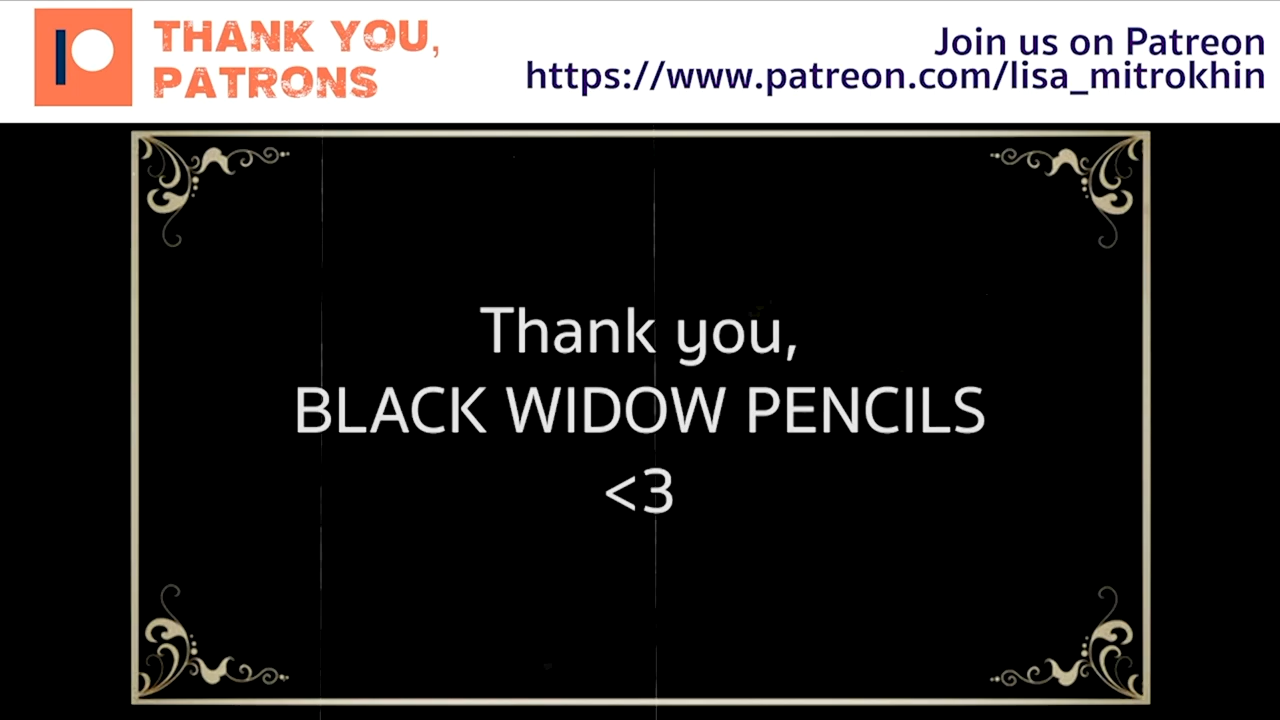 THANK YOU,
PATRONS
Join us on Patreon
https://www.patreon.com/lisa_mitrokhin
Thank you,
BLACK WIDOW PENCILS
<3